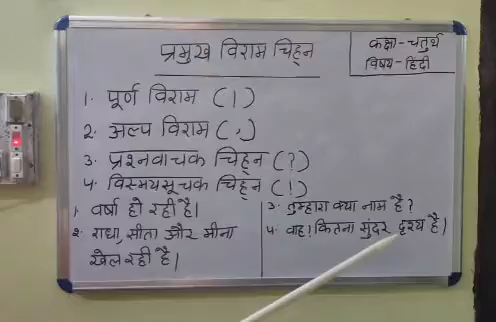 प्रमुख विराम चिह्न
कक्षा-चतुर्थ
विषय-हिंदी
1. पूर्ण विराम (।)
2. अल्प विराम (,)
3. प्रश्नवाचक चिह्न (?)
4. विस्मयसूचक चिह्न (!)
1. वर्षा हो रही है।
2. राधा, सीता और मीना
खेल रही है।
3. तुम्हारा क्या नाम है?
4. वाह! कितना सुंदर दृश्य है।